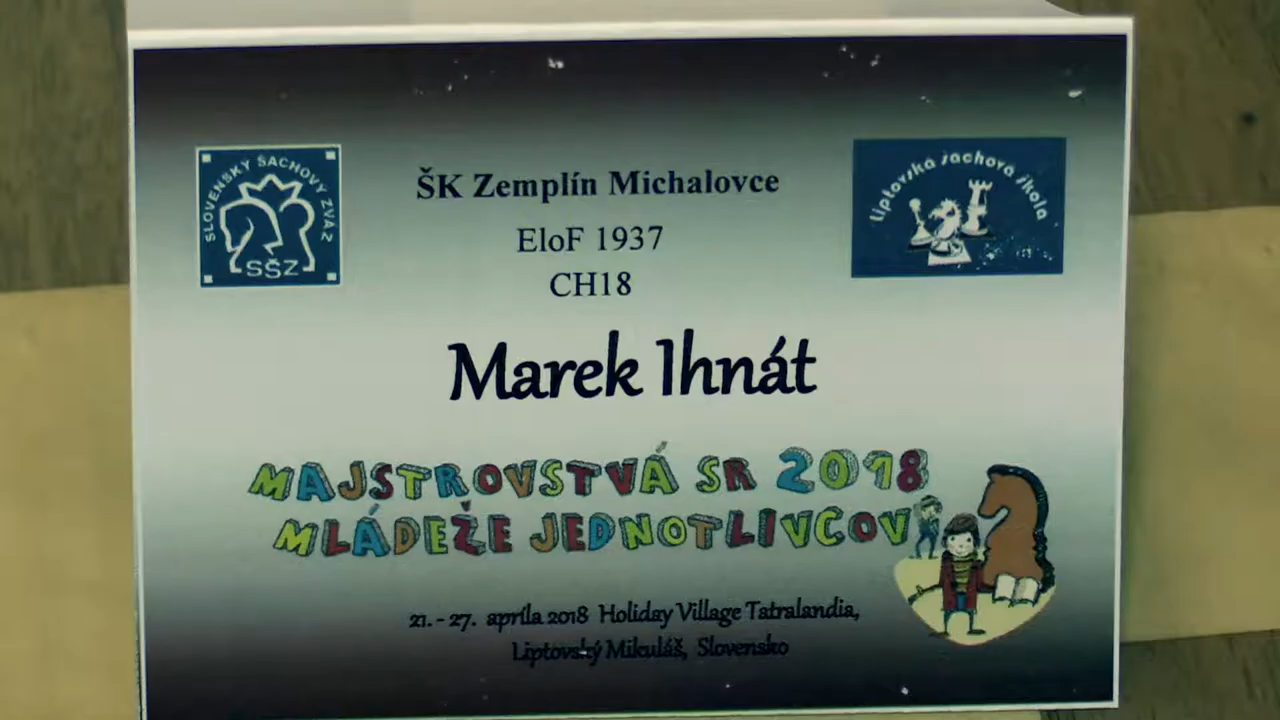 SLOVENSKÝ ŠACHOVÝ ZVÄZ
SŠZ
ŠK Zemplín Michalovce
EloF 1937
CH18
Liptovská šachová škola
Marek Ihnát
MAJSTROVSTVÁ SR 2018
MLÁDEŽE JEDNOTLIVCOV
21. - 27. apríla 2018 Holiday Village Tatralandia,
Liptovský Mikuláš, Slovensko